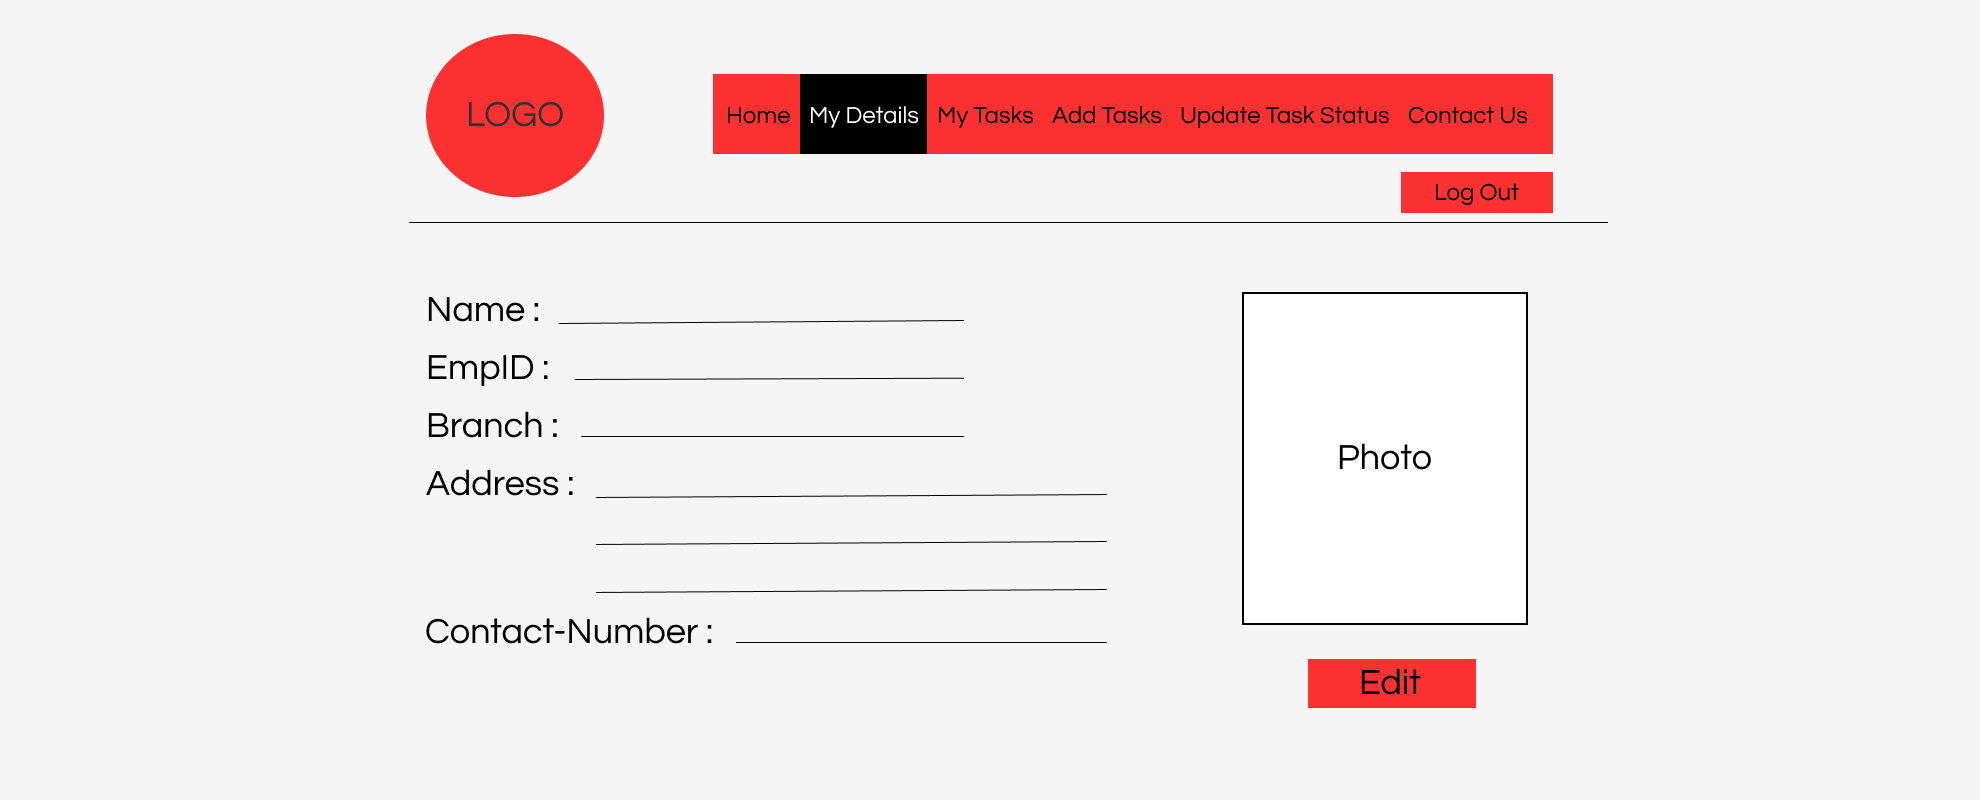 LOGO
Home My Details My Tasks Add Tasks Update Task Status Contact Us
Log Out
Name :
EmpID :
Branch :
Address :
Contact-Number :
Photo
Edit